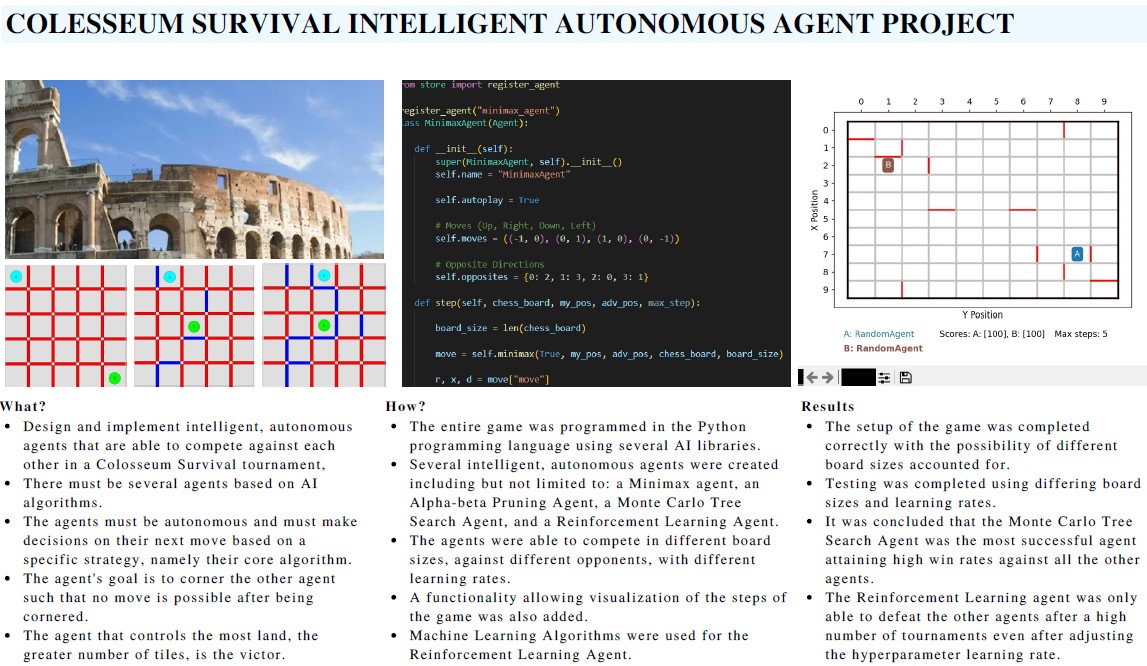 COLESSEUM SURVIVAL INTELLIGENT AUTONOMOUS AGENT PROJECT
om store import register_agent
register_agent("minimax_agent")
ass MinimaxAgent(Agent):
def __init__(self):
super(MinimaxAgent, self).__init__()
self.name = "MinimaxAgent"
self.autoplay = True
# Moves (Up, Right, Down, Left)
self.moves = ((-1, 0), (0, 1), (1, 0), (0, -1))
# Opposite Directions
self.opposites = {0: 2, 1: 3, 2: 0, 3: 1}
def step(self, chess_board, my_pos, adv_pos, max_step):
board_size = len(chess_board)
move = self.minimax(True, my_pos, adv_pos, chess_board, board_size)
r, x, d = move["move"]
0 1 2 3 4 5 6 7 8 9
0
1
2
3
4
5
6
7
8
9
X Position
B
A
Y Position
A: RandomAgent Scores: A: [100], B: [100] Max steps: 5
B: RandomAgent
What?
• Design and implement intelligent, autonomous
agents that are able to compete against each
other in a Colosseum Survival tournament,
• There must be several agents based on AI
algorithms.
• The agents must be autonomous and must make
decisions on their next move based on a
specific strategy, namely their core algorithm.
• The agent's goal is to corner the other agent
such that no move is possible after being
cornered.
• The agent that controls the most land, the
greater number of tiles, is the victor.
How?
• The entire game was programmed in the Python
programming language using several AI libraries.
• Several intelligent, autonomous agents were created
including but not limited to: a Minimax agent, an
Alpha-beta Pruning Agent, a Monte Carlo Tree
Search Agent, and a Reinforcement Learning Agent.
• The agents were able to compete in different board
sizes, against different opponents, with different
learning rates.
• A functionality allowing visualization of the steps of
the game was also added.
• Machine Learning Algorithms were used for the
Reinforcement Learning Agent.
Results
• The setup of the game was completed
correctly with the possibility of different
board sizes accounted for.
• Testing was completed using differing board
sizes and learning rates.
• It was concluded that the Monte Carlo Tree
Search Agent was the most successful agent
attaining high win rates against all the other
agents.
• The Reinforcement Learning agent was only
able to defeat the other agents after a high
number of tournaments even after adjusting
the hyperparameter learning rate.